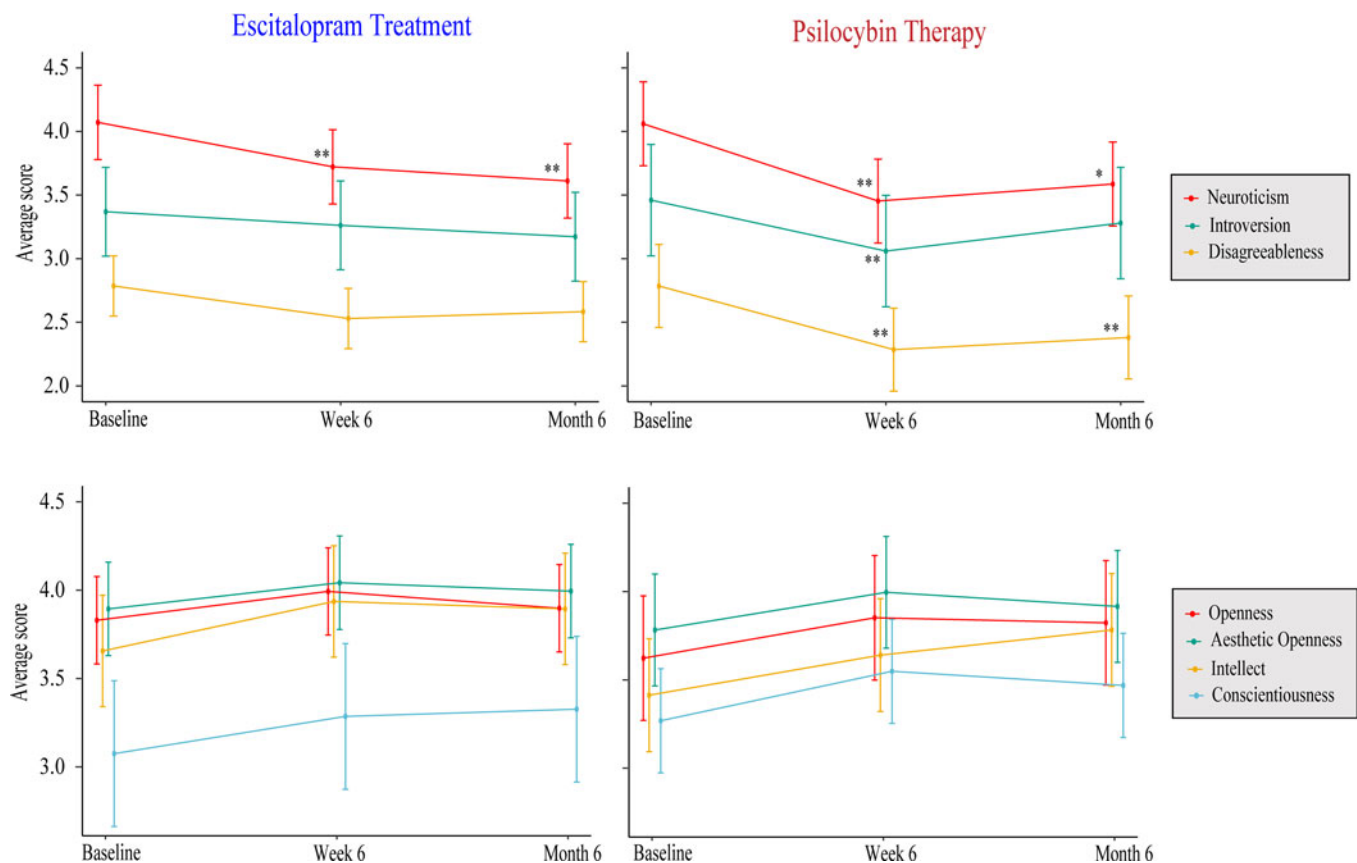 Escitalopram Treatment
Psilocybin Therapy
4.5
4.0
3.5
3.0
2.5
2.0
Average score
**
**
**
*
**
**
**
Baseline
Week 6
Month 6
Baseline
Week 6
Month 6
Neuroticism
Introversion
Disagreeableness
4.5
4.0
3.5
3.0
Average score
Baseline
Week 6
Month 6
Baseline
Week 6
Month 6
Openness
Aesthetic Openness
Intellect
Conscientiousness